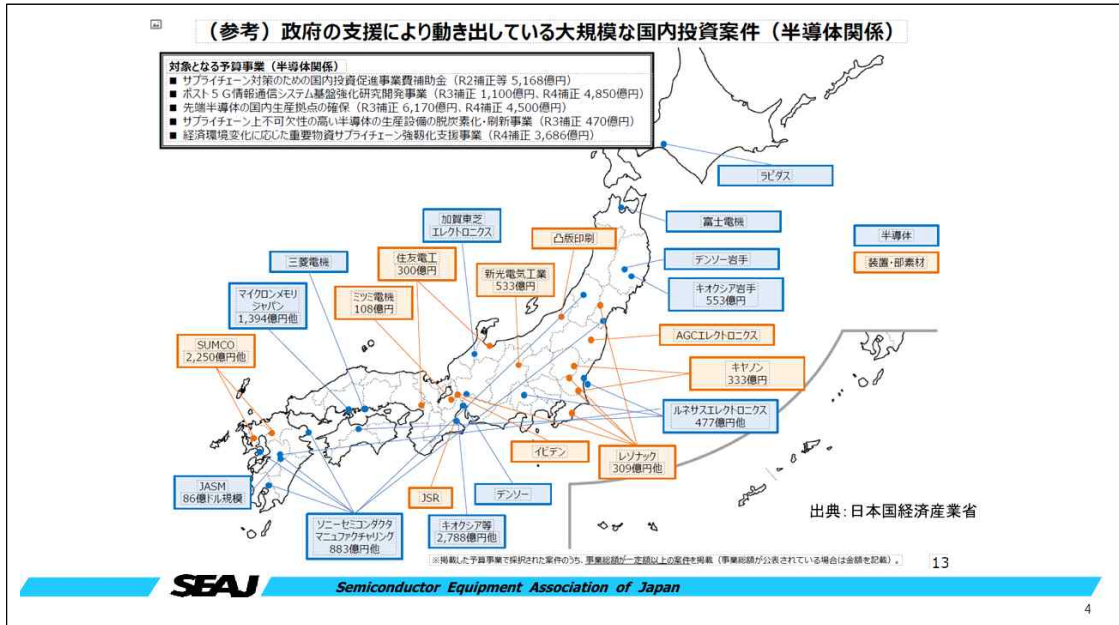 （参考）政府の支援により動き出している大規模な国内投資案件（半導体関係）
対象となる予算事業（半導体関係）
■ サプライチェーン対策のための国内投資促進事業費補助金（R2補正等 5,168億円）
■ ポスト５Ｇ情報通信システム基盤強化研究開発事業（R3補正 1,100億円、R4補正 4,850億円）
■ 先端半導体の国内生産拠点の確保（R3補正 6,170億円、R4補正 4,500億円）
■ サプライチェーン上不可欠性の高い半導体の生産設備の脱炭素化・刷新事業（R3補正 470億円）
■ 経済環境変化に応じた重要物資サプライチェーン強靱化支援事業（R4補正 3,686億円）
ラピダス
加賀東芝
エレクトロニクス
富士電機
凸版印刷
半導体
三菱電機
住友電工
300億円
新光電気工業
533億円
デンソー岩手
装置・部素材
マイクロンメモリ
ジャパン
1,394億円他
ミツミ電機
108億円
キオクシア岩手
553億円
SUMCO
2,250億円他
AGCエレクトロニクス
キヤノン
333億円
ルネサスエレクトロニクス
477億円他
イビデン
レゾナック
309億円他
JASM
86億ドル規模
JSR
デンソー
ソニーセミコンダクタ
マニュファクチャリング
883億円他
キオクシア等
2,788億円他
出典：日本国経済産業省
※掲載した予算事業で採択された案件のうち、事業総額が一定額以上の案件を掲載（事業総額が公表されている場合は金額を記載）。
13
SEAJ
Semiconductor Equipment Association of Japan
4